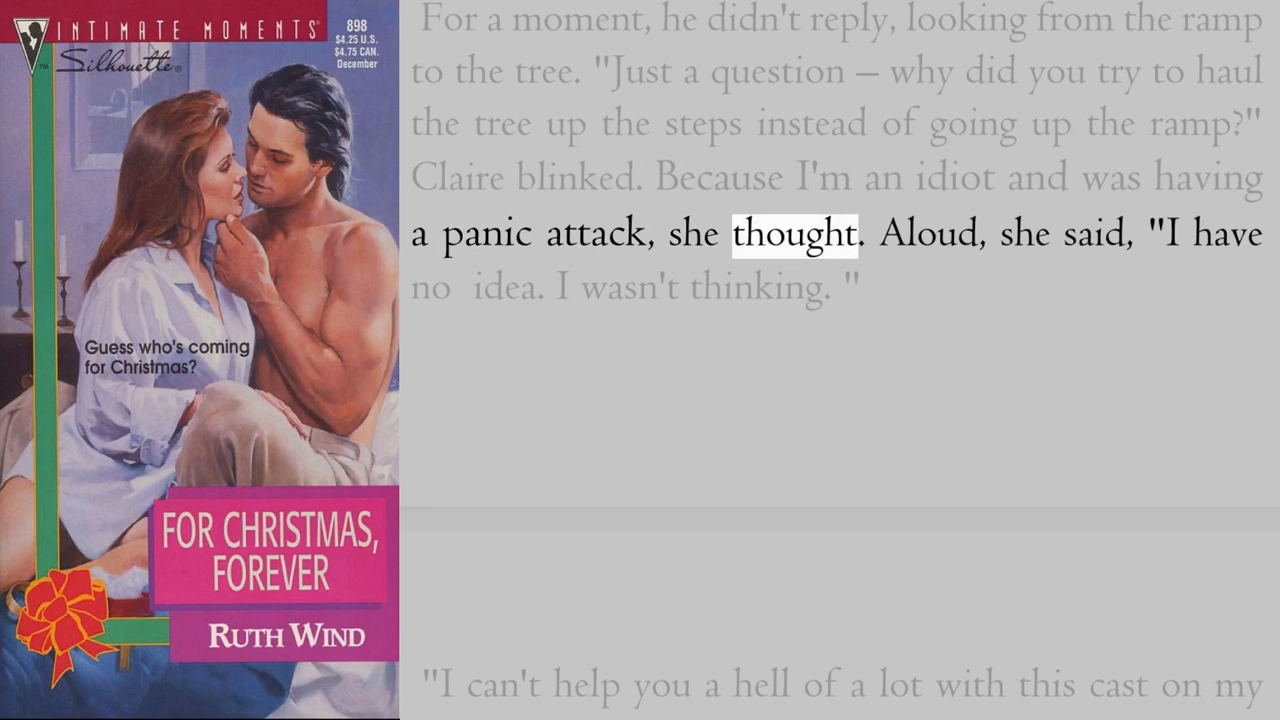 INTIMATE MOMENTS®
™ Silhouette®
898
$4.25 U.S.
$4.75 CAN.
December
Guess who's coming
for Christmas?
FOR CHRISTMAS,
FOREVER
RUTH WIND
For a moment, he didn't reply, looking from the ramp
to the tree. "Just a question – why did you try to haul
the tree up the steps instead of going up the ramp?"
Claire blinked. Because I'm an idiot and was having
a panic attack, she thought. Aloud, she said, "I have
no idea. I wasn't thinking. "
"I can't help you a hell of a lot with this cast on my